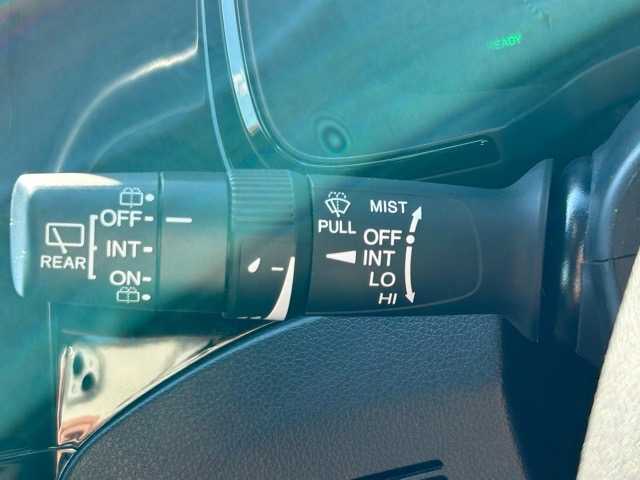 READY
OFF
INT
ON
REAR
PULL
MIST
OFF
INT
LO
HI